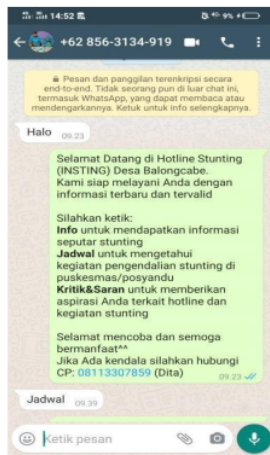 14:52
9%
+62 856-3134-919
Pesan dan panggilan terenkripsi secara
end-to-end. Tidak seorang pun di luar chat ini,
termasuk WhatsApp, yang dapat membaca atau
mendengarkannya. Ketuk untuk info selengkapnya.
Halo 09.23
Selamat Datang di Hotline Stunting
(INSTING) Desa Balongcabe.
Kami siap melayani Anda dengan
informasi terbaru dan tervalid
Silahkan ketik:
Info untuk mendapatkan informasi
seputar stunting
Jadwal untuk mengetahui
kegiatan pengendalian stunting di
puskesmas/posyandu
Kritik&Saran untuk memberikan
aspirasi Anda terkait hotline dan
kegiatan stunting
Selamat mencoba dan semoga
bermanfaat^^
Jika Ada kendala silahkan hubungi
CP: 08113307859 (Dita) 09.23
Jadwal 09.39
Ketik pesan